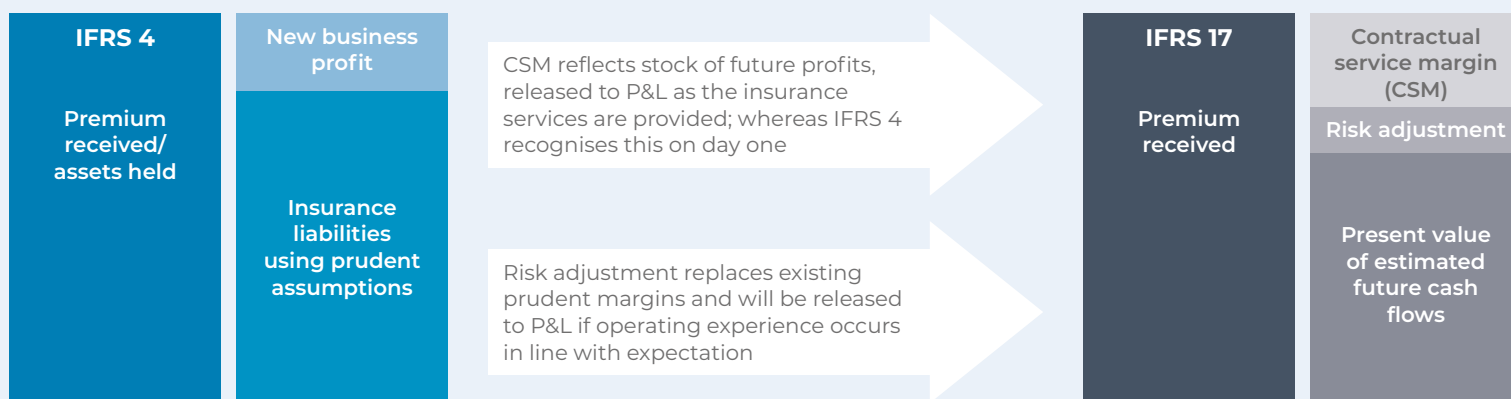 IFRS 4
Premium
received/
assets held
New business
profit
Insurance
liabilities
using prudent
assumptions
CSM reflects stock of future profits,
released to P&L as the insurance
services are provided; whereas IFRS 4
recognises this on day one
Risk adjustment replaces existing
prudent margins and will be released
to P&L if operating experience occurs
in line with expectation
IFRS 17
Premium
received
Contractual
service margin
(CSM)
Risk adjustment
Present value
of estimated
future cash
flows